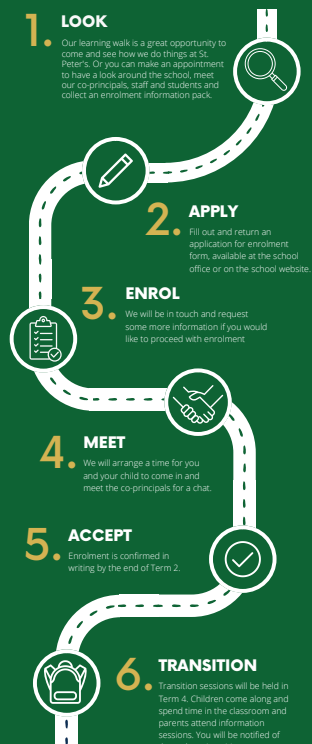 1. LOOK
Our learning walk is a great opportunity to
come and see how we do things at St.
Peter's. Or you can make an appointment
to have a look around the school, meet
our co-principals, staff and students and
collect an enrolment information pack.
2. APPLY
Fill out and return an
application for enrolment
form, available at the school
office or on the school website.
3. ENROL
We will be in touch and request
some more information if you would
like to proceed with enrolment
4. MEET
We will arrange a time for you
and your child to come in and
meet the co-principals for a chat.
5. ACCEPT
Enrolment is confirmed in
writing by the end of Term 2.
6. TRANSITION
Transition sessions will be held in
Term 4. Children come along and
spend time in the classroom and
parents attend information
sessions. You will be notified of